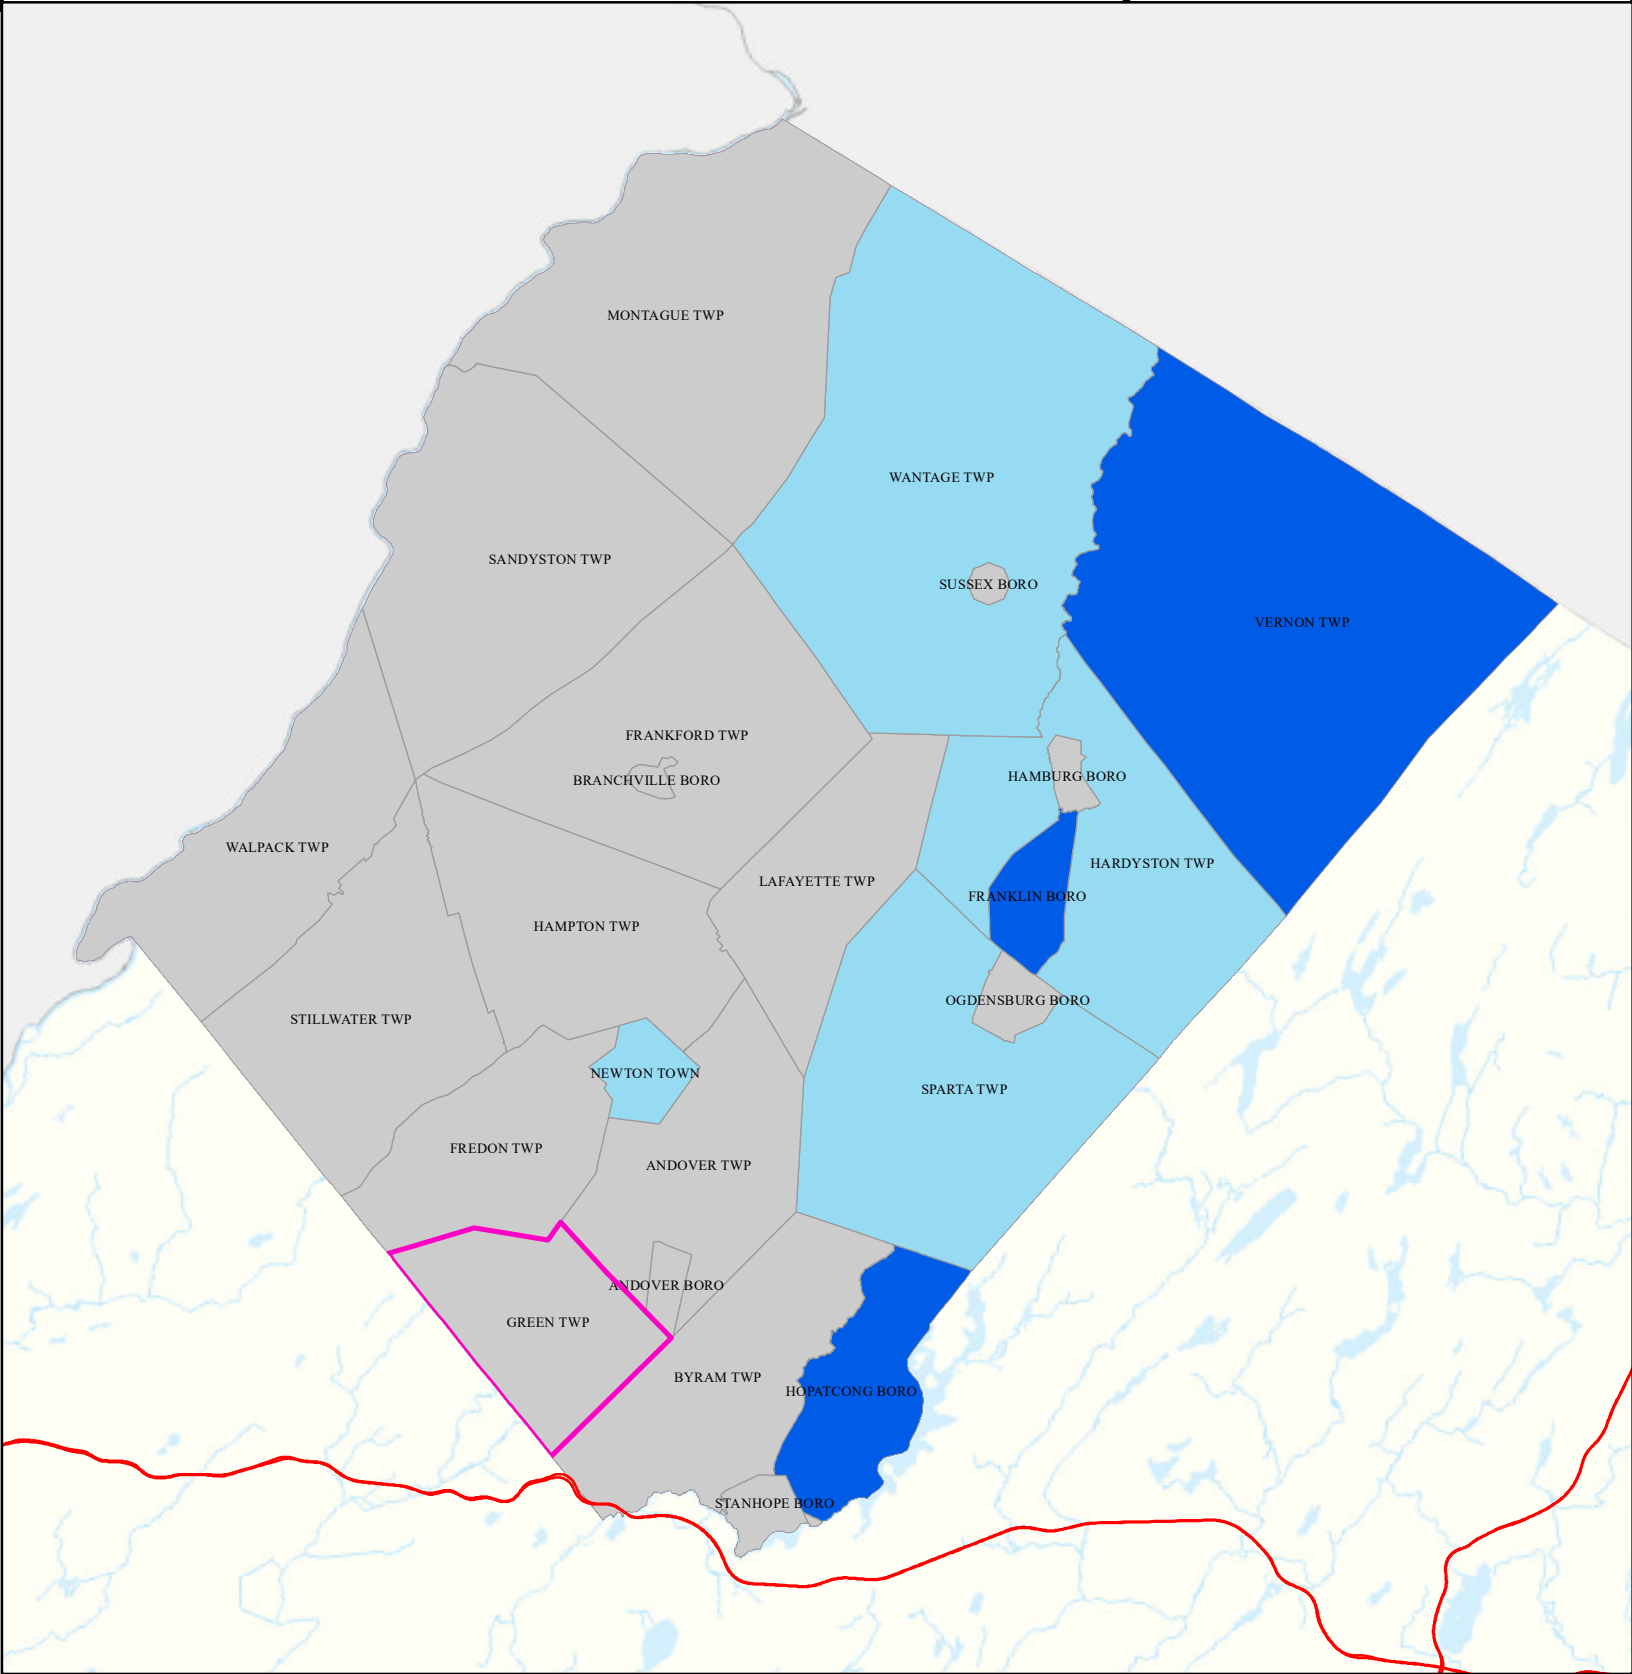 MONTAGUE TWP
WANTAGE TWP
SANDYSTON TWP
SUSSEX BORO
VERNON TWP
FRANKFORD TWP
BRANCHVILLE BORO
HAMBURG BORO
WALPACK TWP
HARDYSTON TWP
LAFAYETTE TWP
FRANKLIN BORO
HAMPTON TWP
OGDENSBURG BORO
STILLWATER TWP
NEWTON TOWN
SPARTA TWP
FREDON TWP
ANDOVER TWP
ANDOVER BORO
GREEN TWP
BYRAM TWP
HOPATCONG BORO
STANHOPE BORO